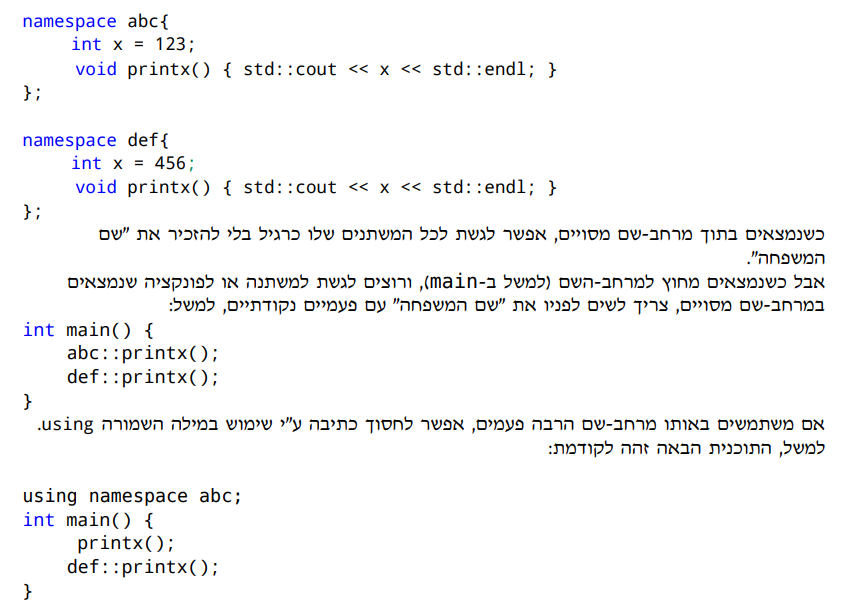 namespace abc{
int x = 123;
void printx() { std::cout << x << std::endl; }
};
namespace def{
int x = 456;
void printx() { std::cout << x << std::endl; }
};
כשנמצאים בתוך מרחב-שם מסויים, אפשר לגשת לכל המשתנים שלו כרגיל בלי להזכיר את "שם
המשפחה".
אבל כשנמצאים מחוץ למרחב-השם (למשל ב-main), ורוצים לגשת למשתנה או לפונקציה שנמצאים
במרחב-שם מסויים, צריך לשים לפניו את "שם המשפחה" עם פעמיים נקודתיים, למשל:
int main() {
abc::printx();
def::printx();
}
אם משתמשים באותו מרחב-שם הרבה פעמים, אפשר לחסוך כתיבה ע"י שימוש במילה השמורה using.
למשל, התוכנית הבאה זהה לקודמת:
using namespace abc;
int main() {
printx();
def::printx();
}